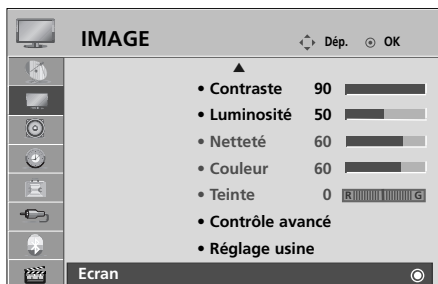 IMAGE Dép. OK
• Contraste 90
• Luminosité 50
• Netteté 60
• Couleur 60
• Teinte 0 R G
• Contrôle avancé
• Réglage usine
Ecran